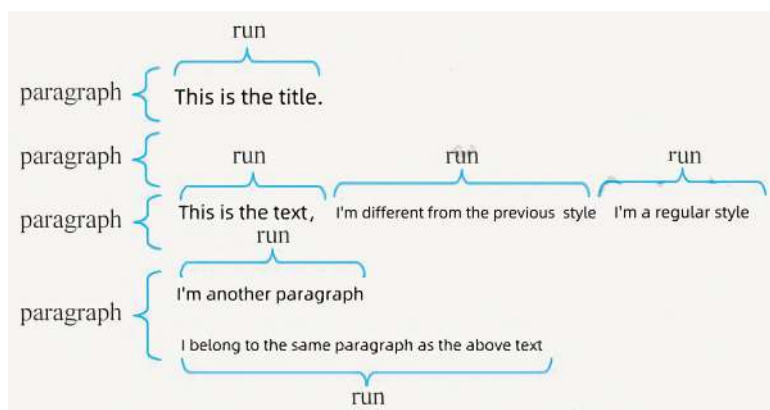 run
paragraph This is the title.
paragraph run run run
paragraph This is the text, I'm different from the previous style I'm a regular style
run
I'm another paragraph
paragraph
I belong to the same paragraph as the above text
run